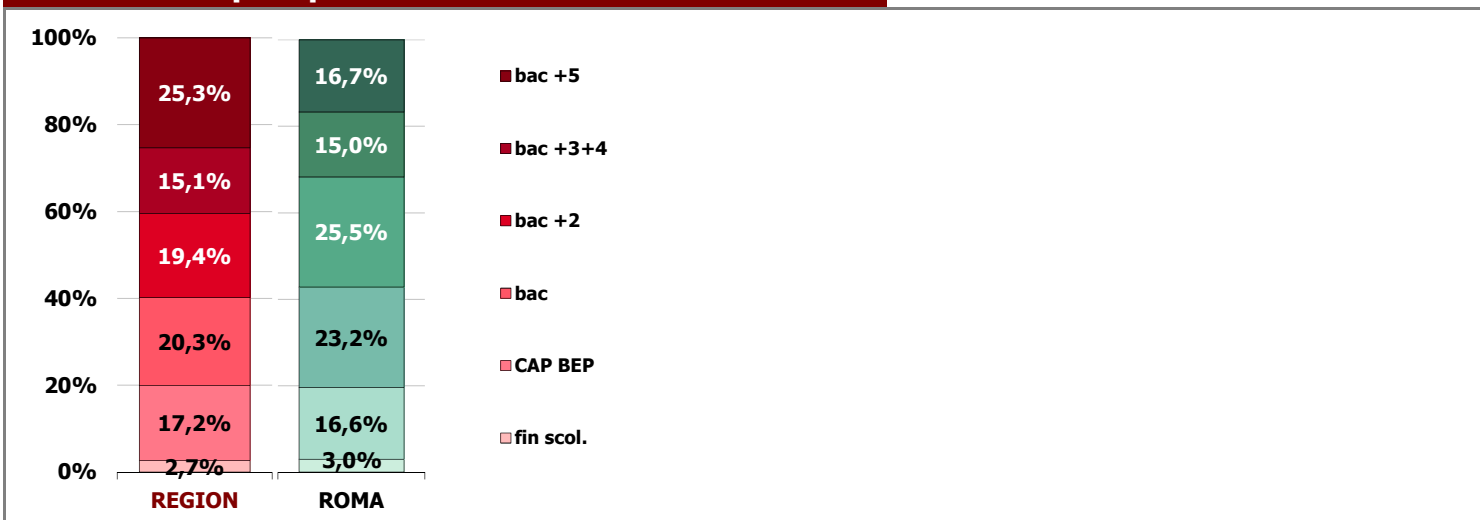 100%
80%
60%
40%
20%
0%
25,3%
15,1%
19,4%
20,3%
17,2%
2,7%
REGION
16,7%
15,0%
25,5%
23,2%
16,6%
3,0%
ROMA
bac +5
bac +3+4
bac +2
bac
CAP BEP
fin scol.